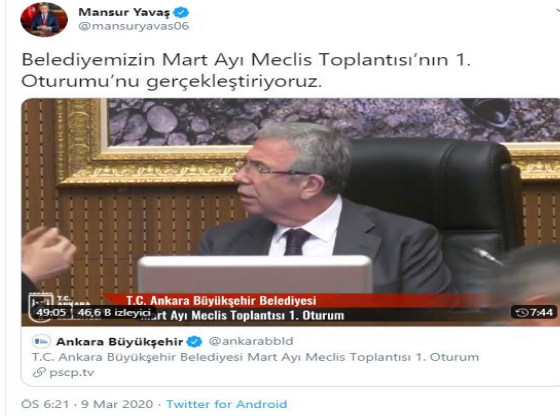 Mansur Yavaş
@mansuryavas06
Belediyemizin Mart Ayı Meclis Toplantısı’nın 1.
Oturumu’nu gerçekleştiriyoruz.
T.C. Ankara Büyükşehir Belediyesi
Mart Ayı Meclis Toplantısı 1. Oturum
T.C.
ANKARA
49:05 46,6 B izleyici
7:44
Ankara Büyükşehir @ankarabbld
T.C. Ankara Büyükşehir Belediyesi Mart Ayı Meclis Toplantısı 1. Oturum
pscp.tv
ÖS 6:21 · 9 Mar 2020 · Twitter for Android